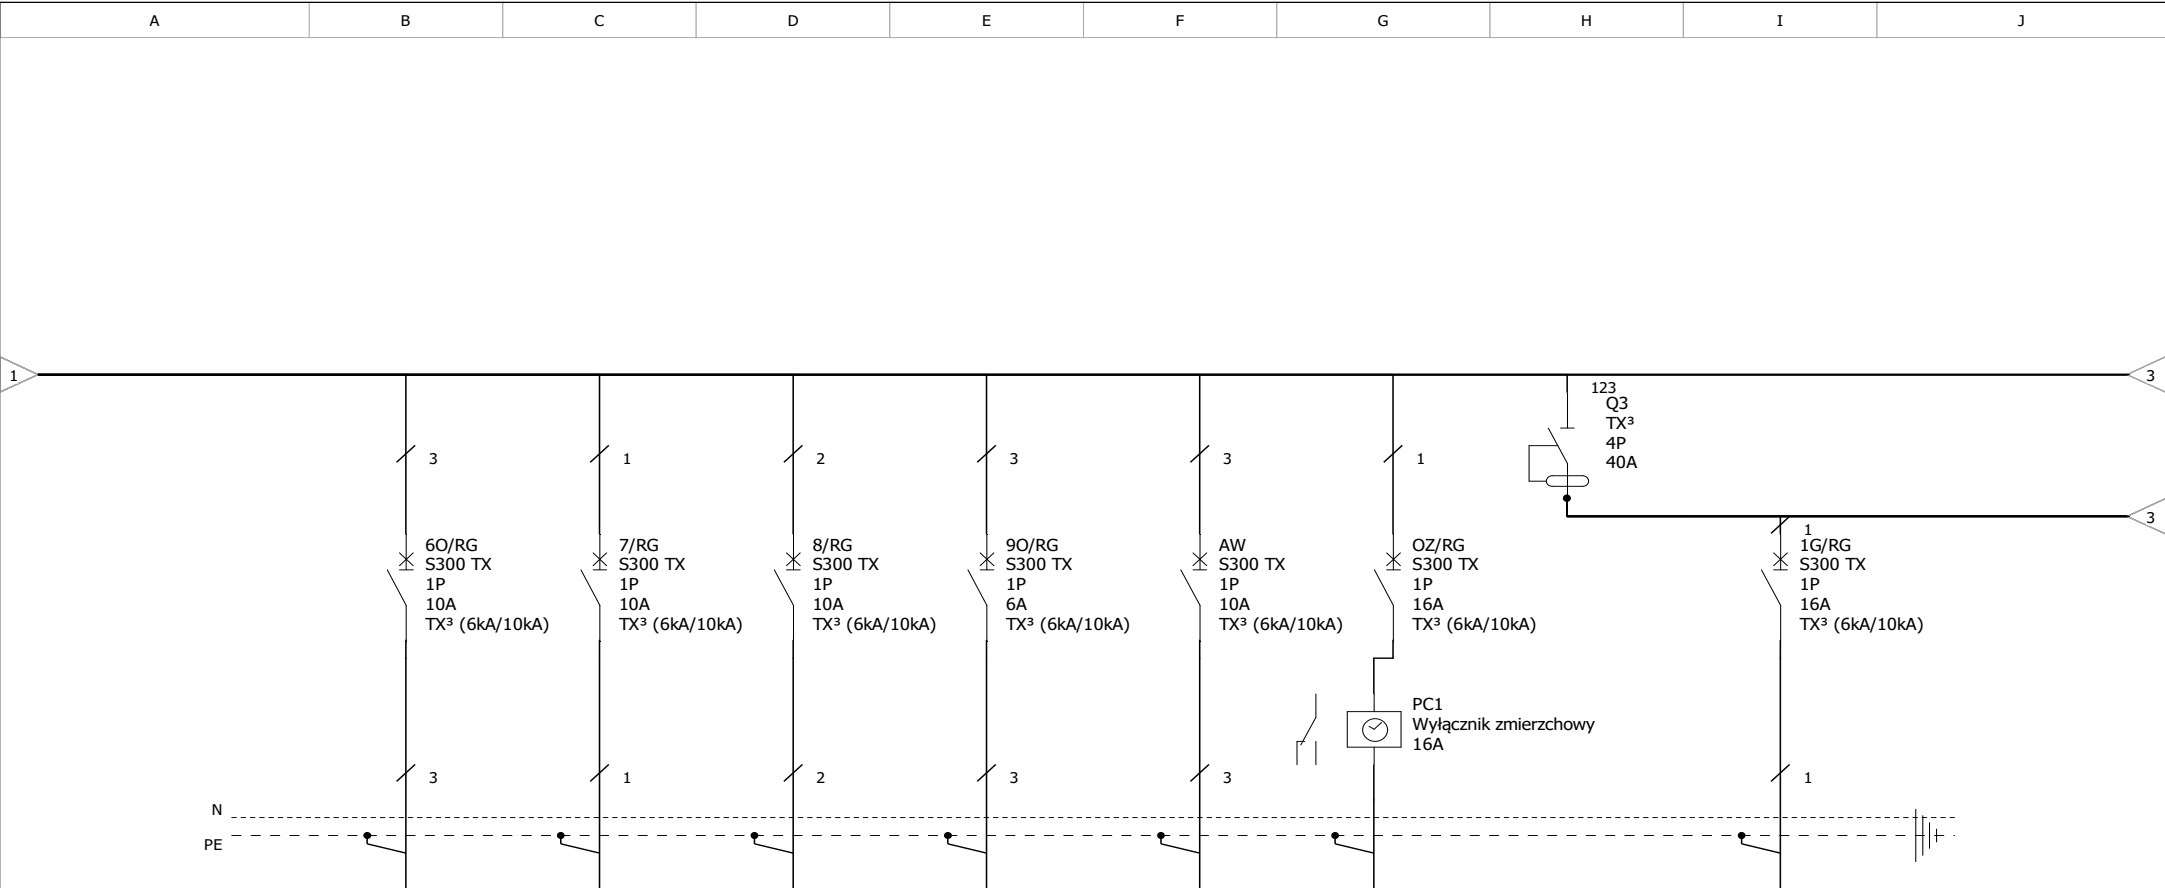 A B C D E F G H I J
1
3
123
Q3
TX³
4P
40A
3 1 2 3 3 1
3
1
6O/RG
S300 TX
1P
10A
TX³ (6kA/10kA)
7/RG
S300 TX
1P
10A
TX³ (6kA/10kA)
8/RG
S300 TX
1P
10A
TX³ (6kA/10kA)
9O/RG
S300 TX
1P
6A
TX³ (6kA/10kA)
AW
S300 TX
1P
10A
TX³ (6kA/10kA)
OZ/RG
S300 TX
1P
16A
TX³ (6kA/10kA)
1G/RG
S300 TX
1P
16A
TX³ (6kA/10kA)
PC1
Wyłącznik zmierzchowy
16A
3 1 2 3 3 1
N
PE